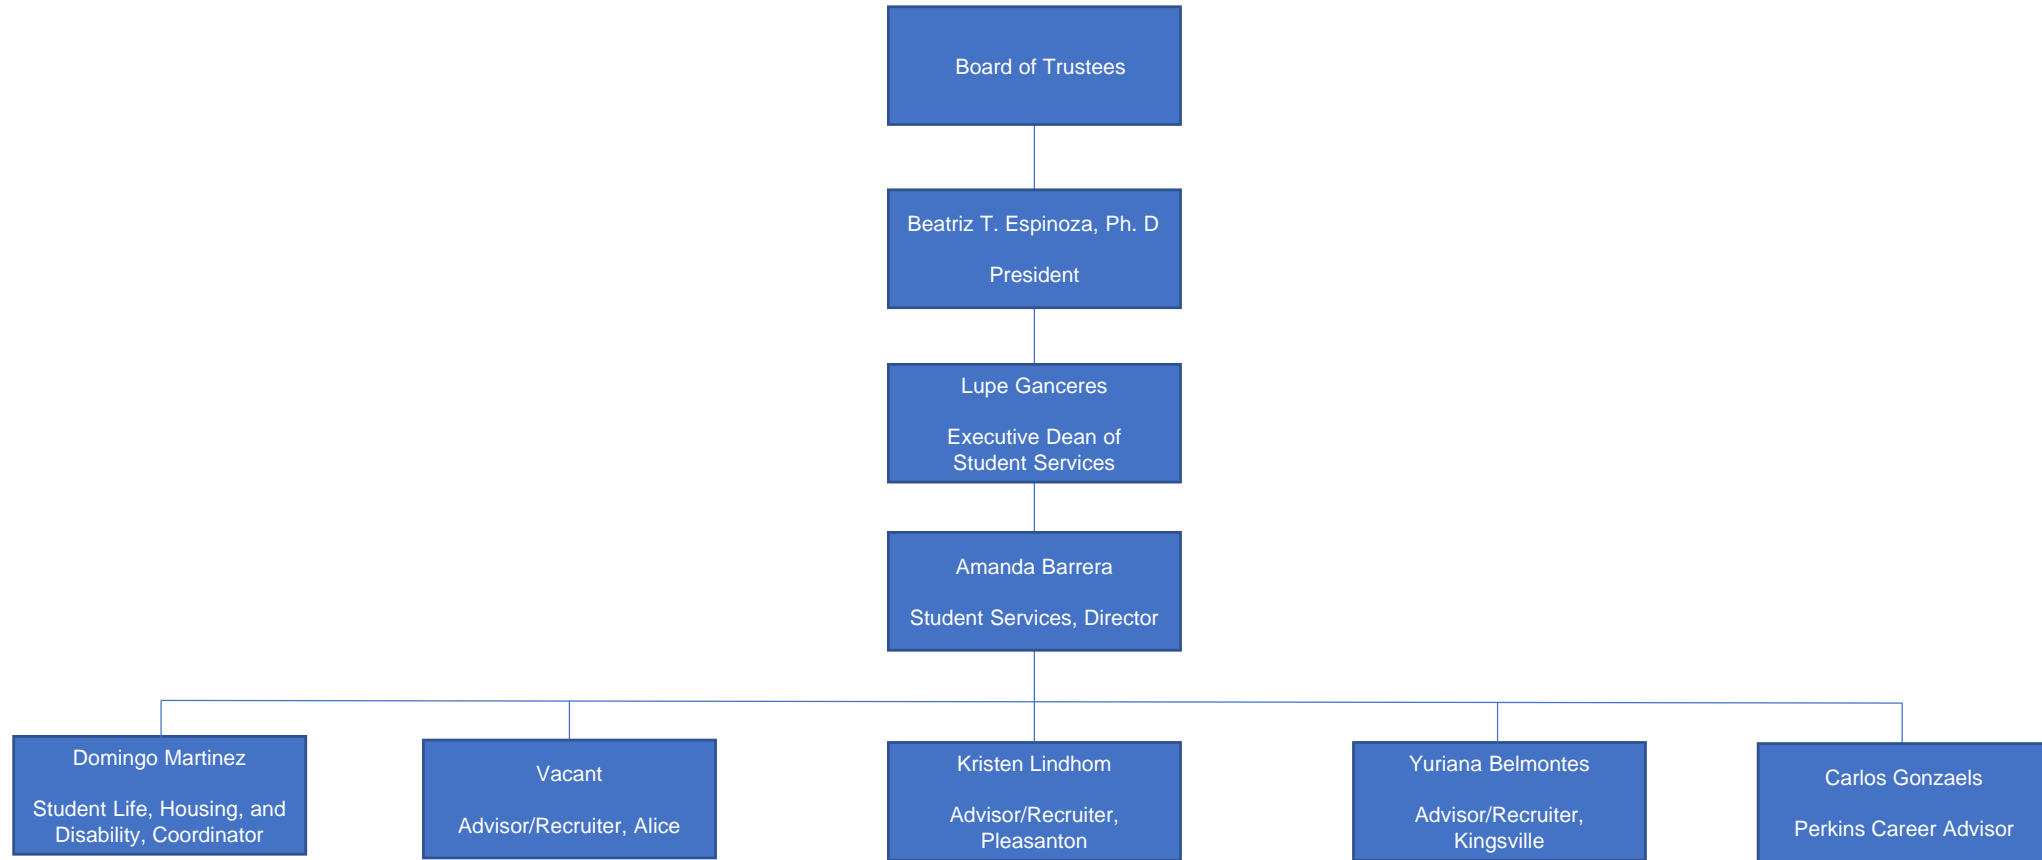 Board of Trustees
Beatriz T. Espinoza, Ph. D
President
Lupe Ganceres
Executive Dean of
Student Services
Amanda Barrera
Student Services, Director
Domingo Martinez
Student Life, Housing, and
Disability, Coordinator
Vacant
Advisor/Recruiter, Alice
Kristen Lindhom
Advisor/Recruiter,
Pleasanton
Yuriana Belmontes
Advisor/Recruiter,
Kingsville
Carlos Gonzaels
Perkins Career Advisor